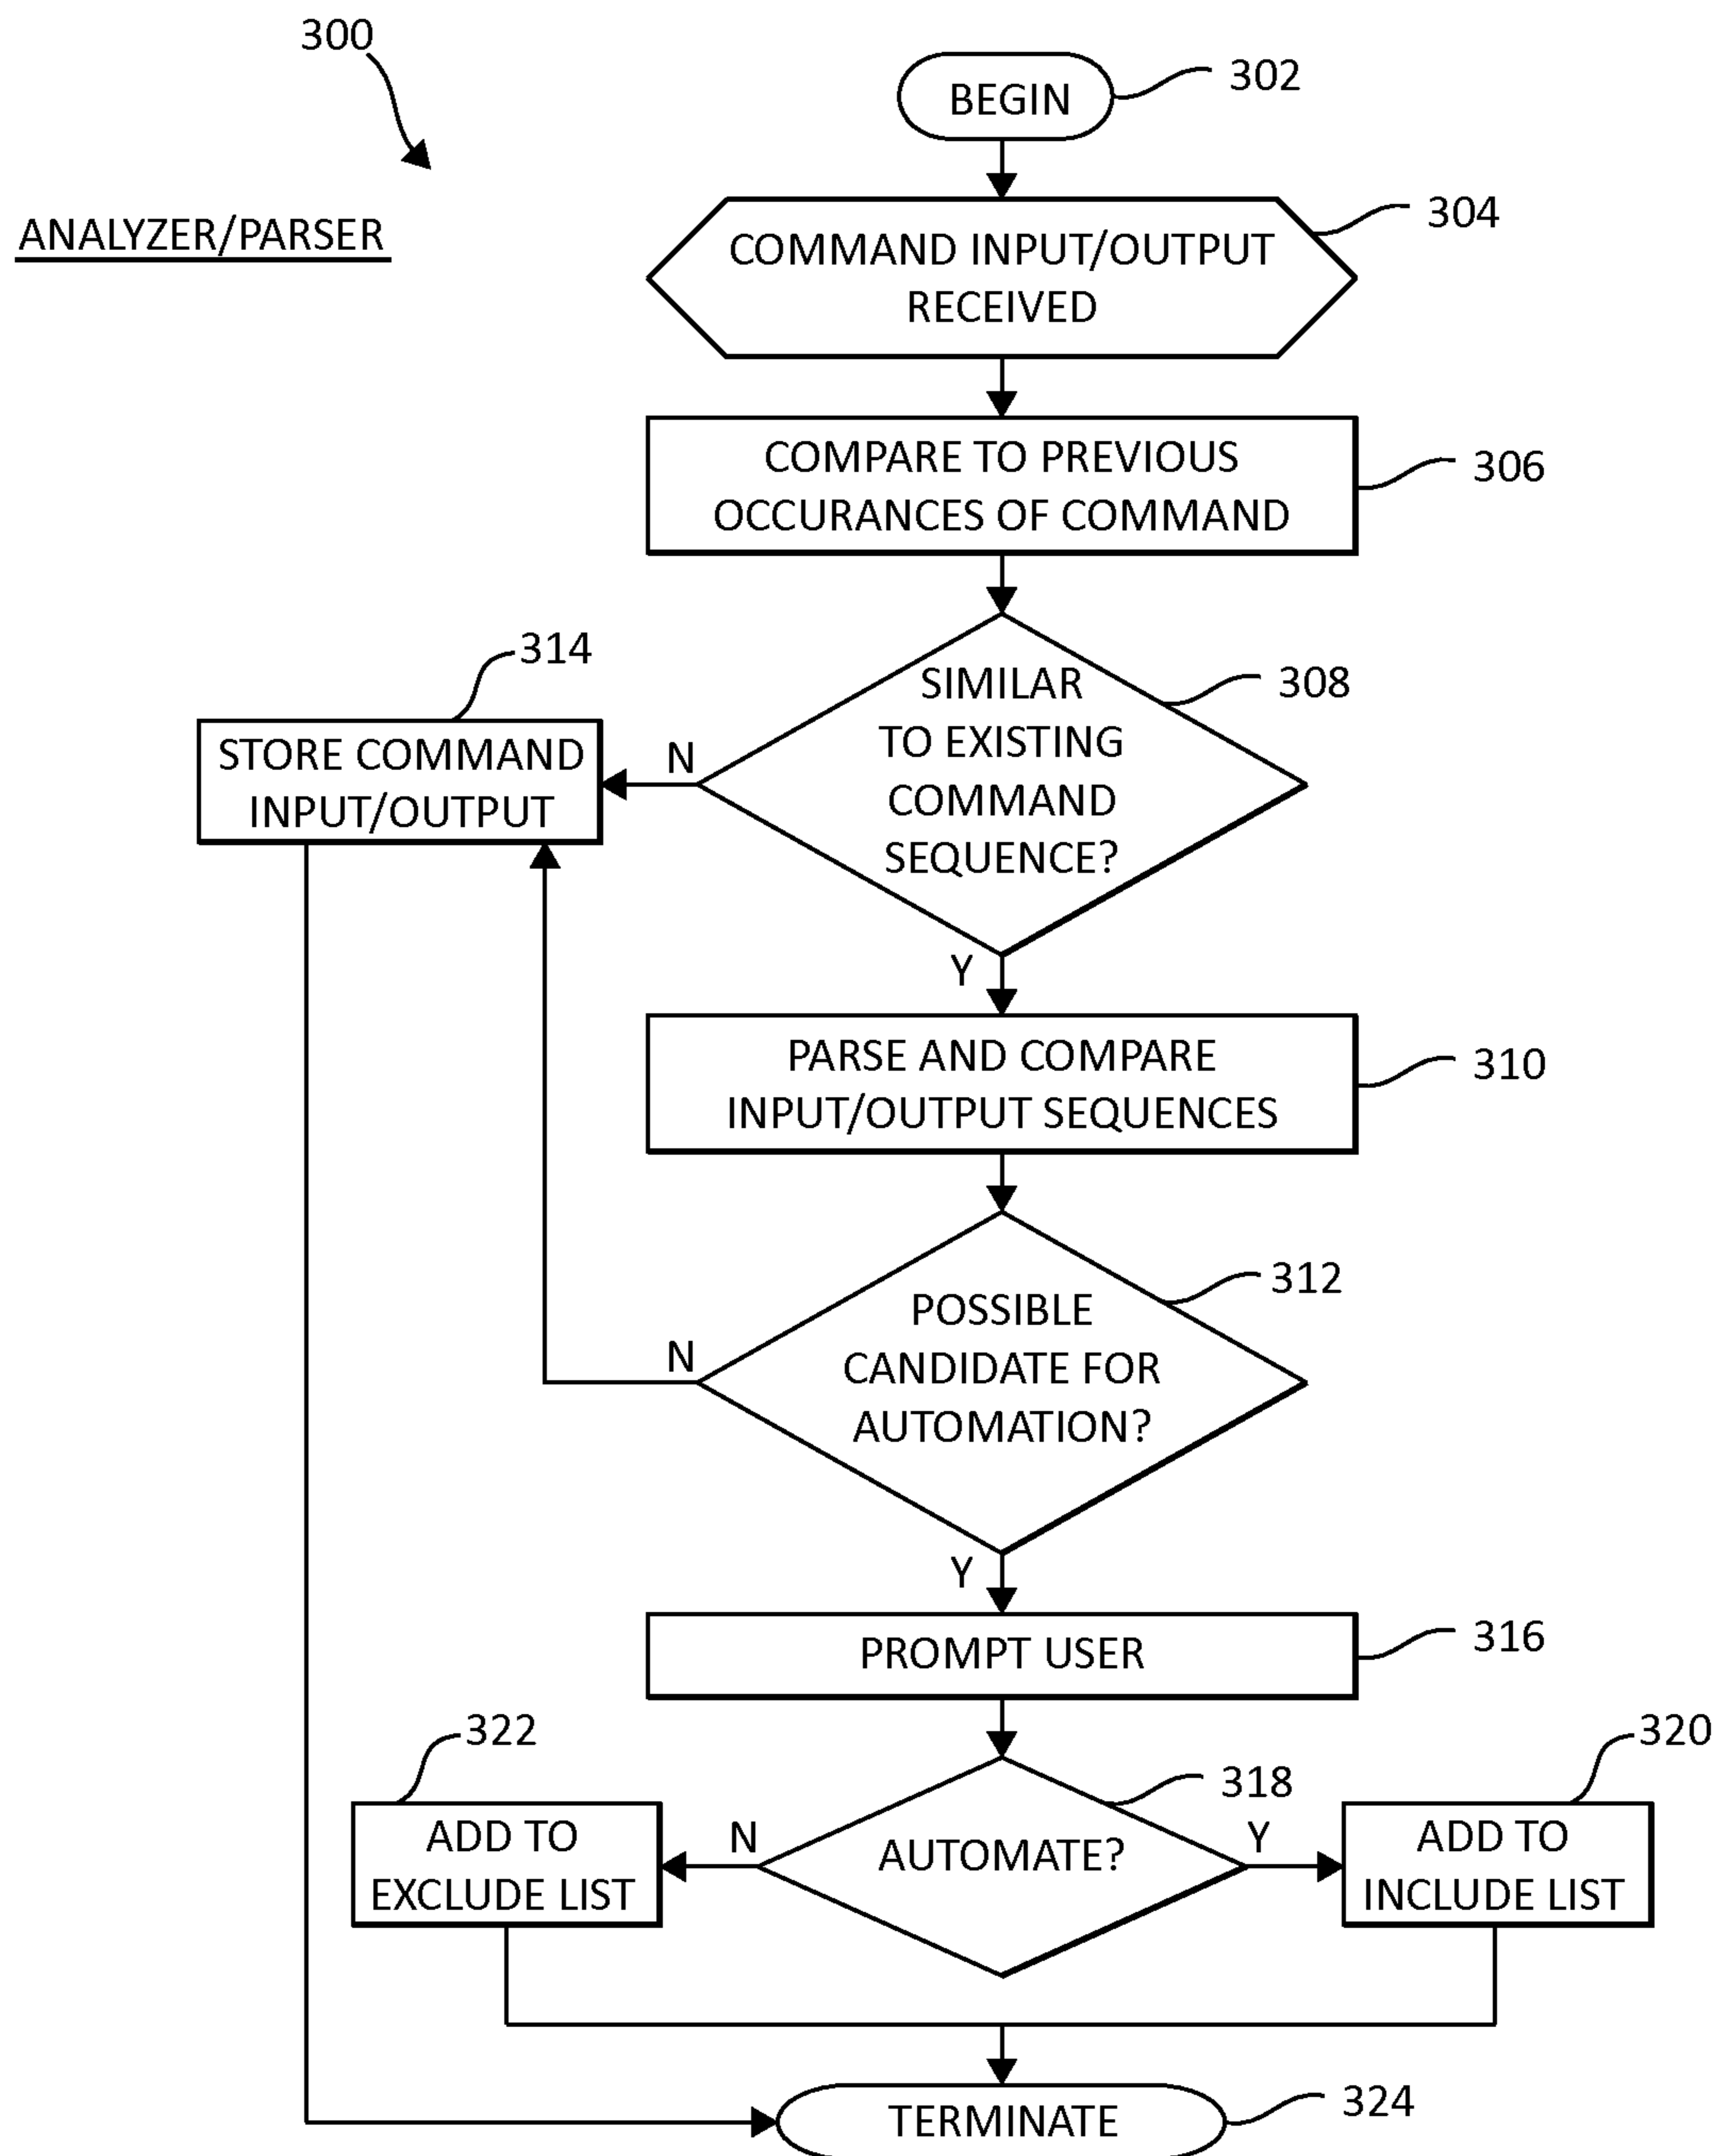 300
BEGIN
302
ANALYZER/PARSER
COMMAND INPUT/OUTPUT
RECEIVED
304
COMPARE TO PREVIOUS
OCCURANCES OF COMMAND
306
SIMILAR
TO EXISTING
COMMAND
SEQUENCE?
308
N
314
STORE COMMAND
INPUT/OUTPUT
Y
PARSE AND COMPARE
INPUT/OUTPUT SEQUENCES
310
POSSIBLE
CANDIDATE FOR
AUTOMATION?
312
N
Y
PROMPT USER
316
322
ADD TO
EXCLUDE LIST
N
AUTOMATE?
318
Y
320
ADD TO
INCLUDE LIST
TERMINATE
324